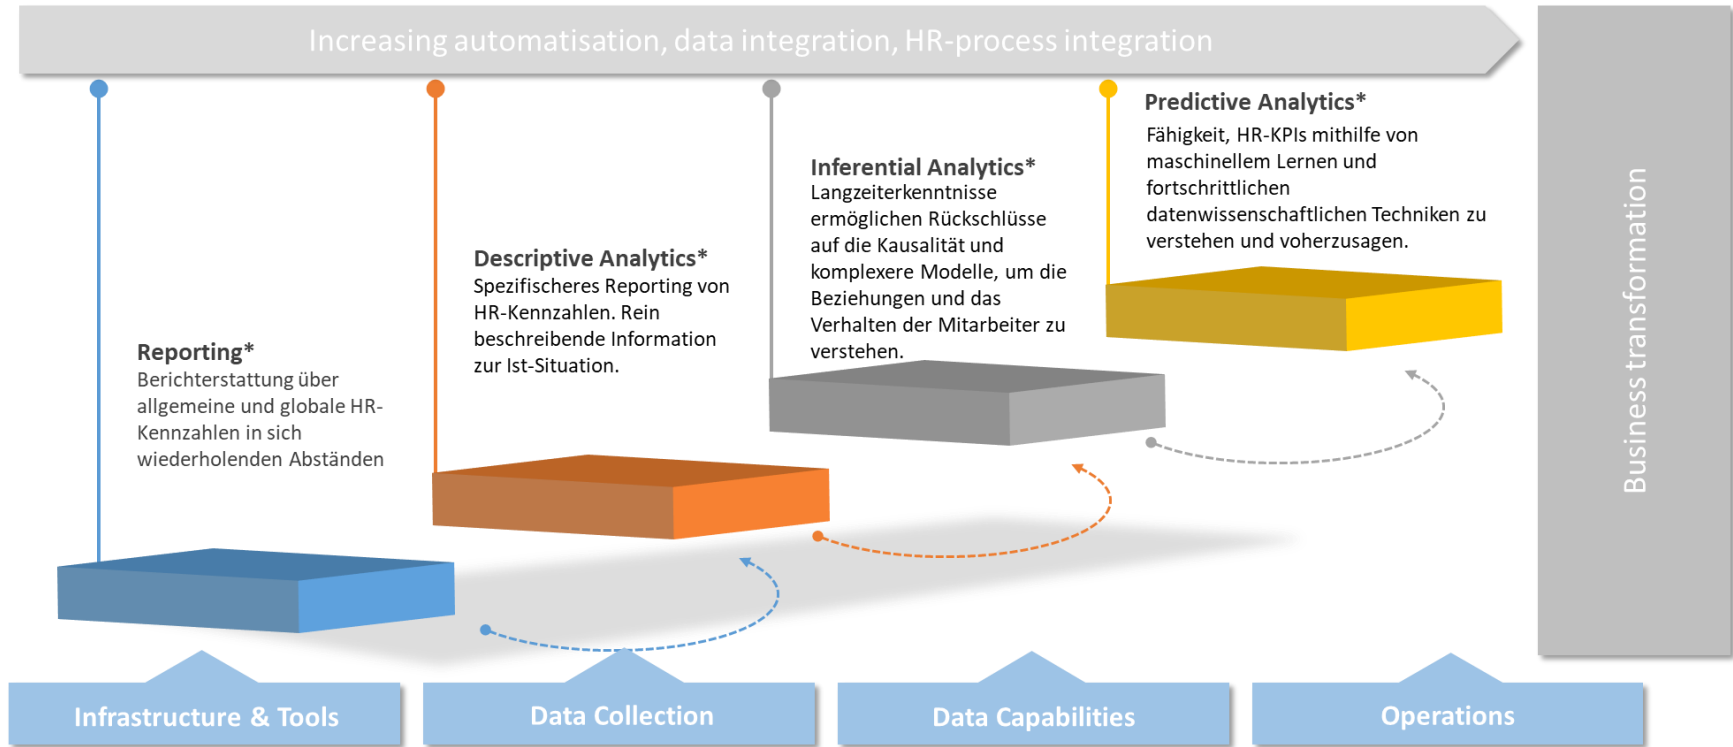 Increasing automatisation, data integration, HR-process integration
Reporting*
Berichterstattung über
allgemeine und globale HR-
Kennzahlen in sich
wiederholenden Abständen
Descriptive Analytics*
Spezifischeres Reporting von
HR-Kennzahlen. Rein
beschreibende Information
zur Ist-Situation.
Inferential Analytics*
Langzeiterkenntnisse
ermöglichen Rückschlüsse
auf die Kausalität und
komplexere Modelle, um die
Beziehungen und das
Verhalten der Mitarbeiter zu
verstehen.
Predictive Analytics*
Fähigkeit, HR-KPIs mithilfe von
maschinellem Lernen und
fortschrittlichen
datenwissenschaftlichen Techniken zu
verstehen und voherzusagen.
Business transformation
Infrastructure & Tools
Data Collection
Data Capabilities
Operations